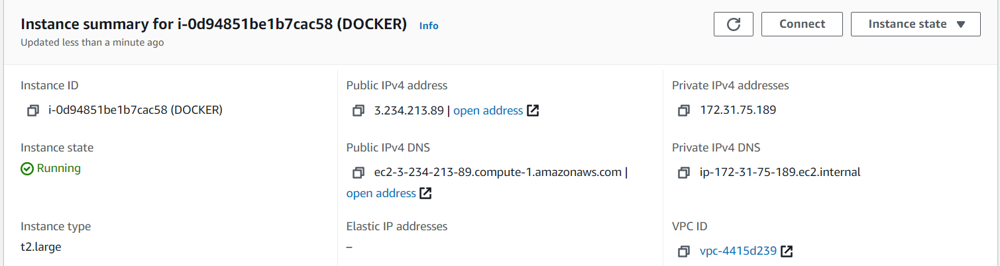 Instance summary for i-0d94851be1b7cac58 (DOCKER) Info
Updated less than a minute ago
Connect
Instance state
Instance ID
i-0d94851be1b7cac58 (DOCKER)
Public IPv4 address
3.234.213.89 | open address
Private IPv4 addresses
172.31.75.189
Instance state
Running
Public IPv4 DNS
ec2-3-234-213-89.compute-1.amazonaws.com |
open address
Private IPv4 DNS
ip-172-31-75-189.ec2.internal
Instance type
t2.large
Elastic IP addresses
–
VPC ID
vpc-4415d239